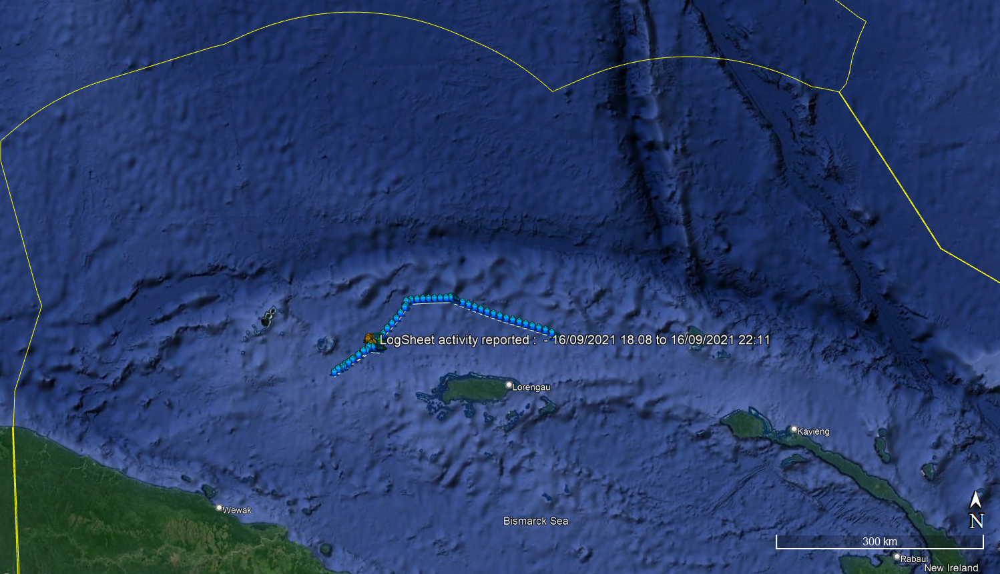 LogSheet activity reported :  - 16/09/2021 18:08 to 16/09/2021 22:11
Lorengau
Kavieng
Wewak
Bismarck Sea
N
300 km
Rabaul
New Ireland